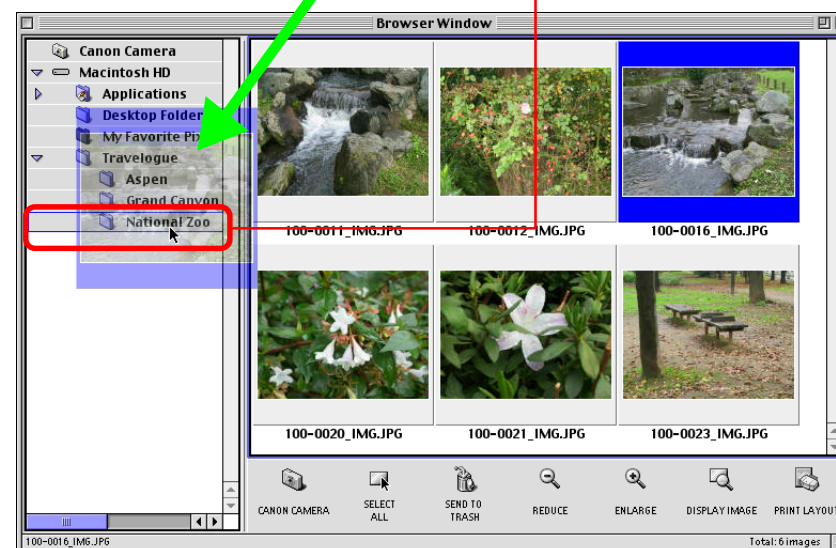 Browser Window
Canon Camera
Macintosh HD
Applications
Desktop Folder
My Favorite Pi
Travelogue
Aspen
Grand Canyon
National Zoo
100-0011_IMG.JPG 100-0012_IMG.JPG 100-0016_IMG.JPG
100-0020_IMG.JPG 100-0021_IMG.JPG 100-0023_IMG.JPG
CANON CAMERA
SELECT
ALL
SEND TO
TRASH
REDUCE
ENLARGE
DISPLAY IMAGE
PRINT LAYOUT
100-0016_IMG.JPG Total:6images